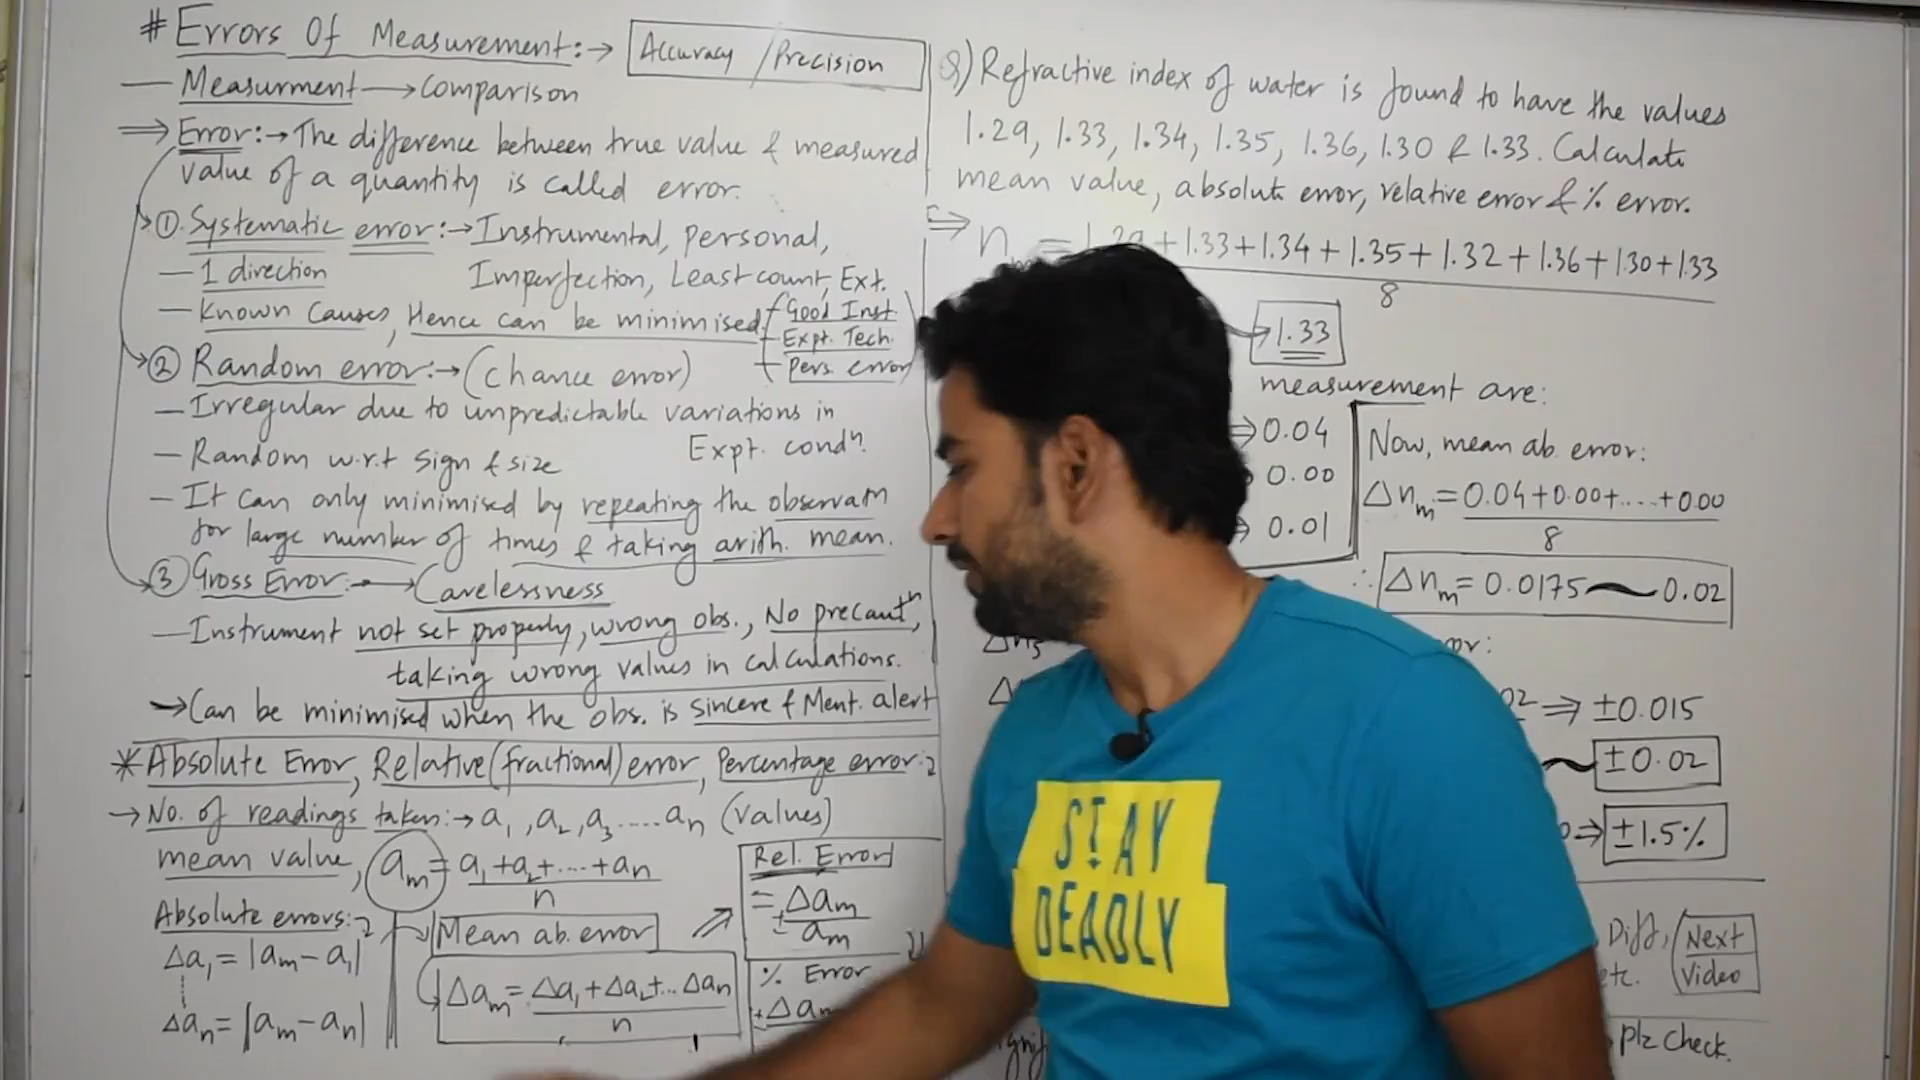 # Errors Of Measurement:→ Accuracy / Precision
— Measurment → Comparison
⇒ Error:→ The difference between true value & measured
value of a quantity is called error.
① Systematic error:→ Instrumental, personal,
— 1 direction Imperfection, Least count, Ext.
— Known Causes, Hence can be minimised
Good Inst.
Expt. Tech.
Pers. error
② Random error:→ (Chance error)
— Irregular due to unpredictable variations in
Expt. condⁿ.
— Random w.r.t Sign & size
— It can only minimised by repeating the observatn
for large number of times & taking arith. mean.
③ Gross Error:→ Carelessness
— Instrument not set properly, wrong obs., No precautⁿ,
taking wrong values in calculations.
→ Can be minimised when the obs. is sincere & Ment. alert
* Absolute Error, Relative (fractional) error, Percentage error:
→ No. of readings taken:→ a₁, a₂, a₃ ..... aₙ (values)
mean value, aₘ = a₁ + a₂ + ..... + aₙ / n
Absolute errors:
Δa₁ = |aₘ - a₁|
Δaₙ = |aₘ - aₙ|
Mean ab. error
Δaₘ = Δa₁ + Δa₂ + .. Δaₙ / n
Rel. Error
= ± Δaₘ / aₘ
% Error
Q) Refractive index of water is found to have the values
1.29, 1.33, 1.34, 1.35, 1.36, 1.30 & 1.33. Calculate
mean value, absolute error, relative error & % error.
⇒ n = 1.29 + 1.33 + 1.34 + 1.35 + 1.32 + 1.36 + 1.30 + 1.33
8
→ 1.33
measurement are:
⇒ 0.04
0.00
⇒ 0.01
Now, mean ab. error:
Δnₘ = 0.04 + 0.00 + ..... + 0.00
8
∴ Δnₘ = 0.0175 ~ 0.02
Δn₅
⇒ ±0.015
~ ±0.02
⇒ ±1.5%
Diff,
etc.
Next
Video
plz check.